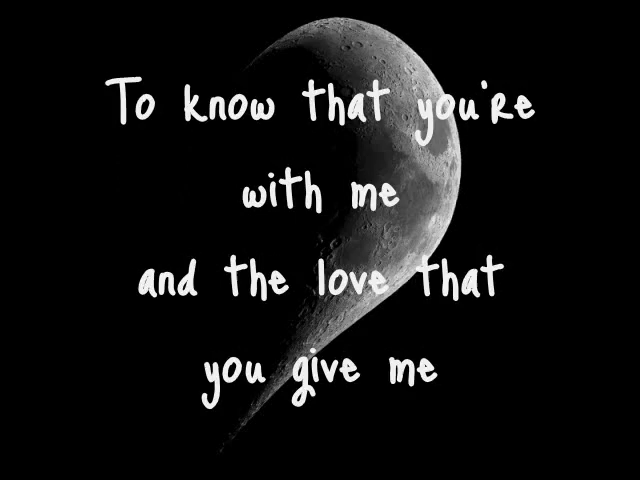 To know that you're
with me
and the love that
you give me